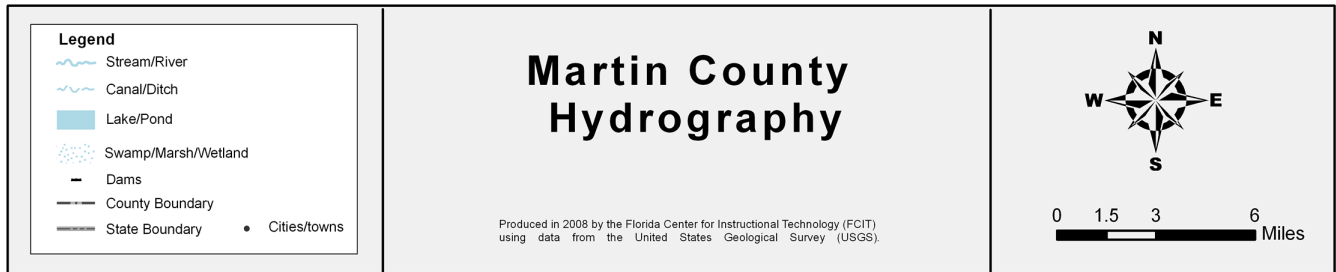 Legend
Stream/River
Canal/Ditch
Lake/Pond
Swamp/Marsh/Wetland
Dams
County Boundary
State Boundary
Cities/towns
Martin County
Hydrography
Produced in 2008 by the Florida Center for Instructional Technology (FCIT)
using data from the United States Geological Survey (USGS).
N
W E
S
0 1.5 3 6
Miles